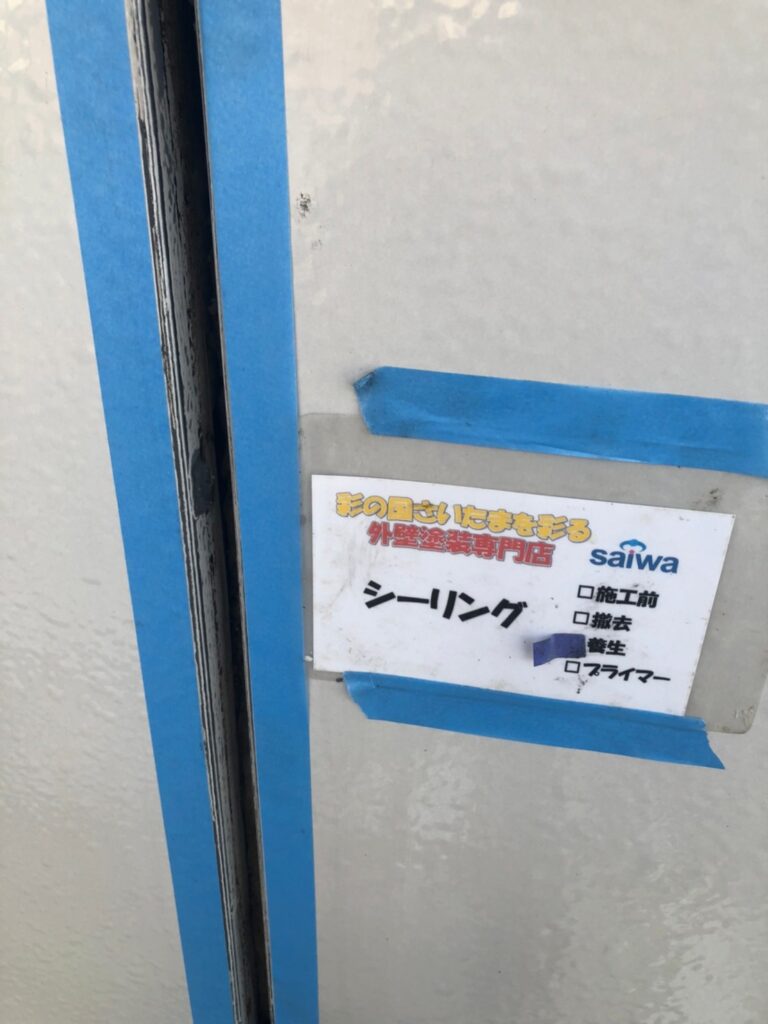 彩の国さいたまを彩る
外壁塗装専門店
saiwa
シーリング
□施工前
□撤去
養生
□プライマー